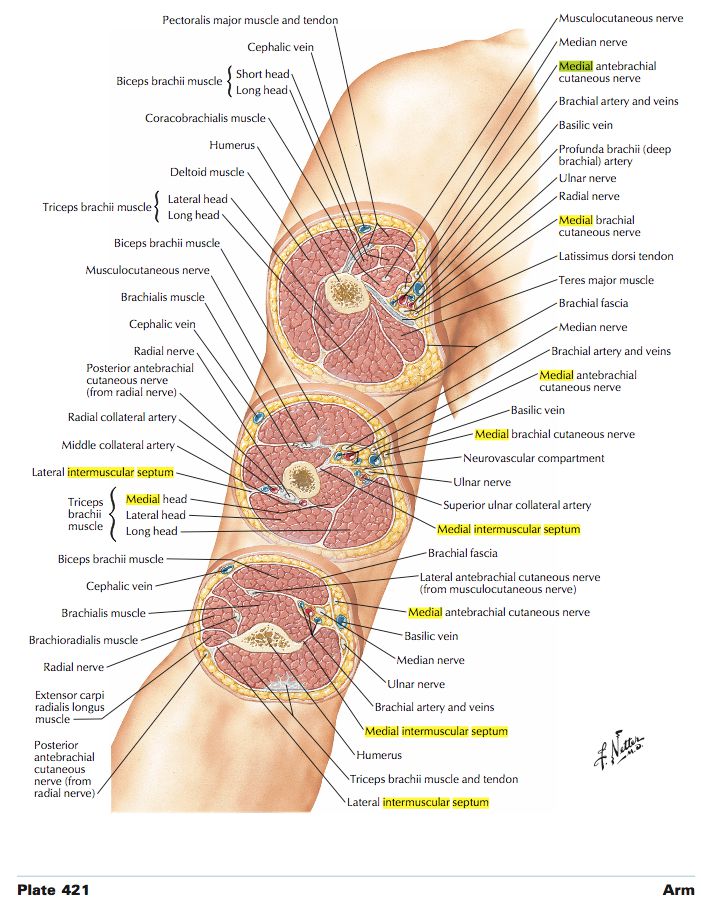 Pectoralis major muscle and tendon
Cephalic vein
Biceps brachii muscle { Short head
Long head
Coracobrachialis muscle
Humerus
Deltoid muscle
Triceps brachii muscle { Lateral head
Long head
Biceps brachii muscle
Musculocutaneous nerve
Brachialis muscle
Cephalic vein
Radial nerve
Posterior antebrachial
cutaneous nerve
(from radial nerve)
Radial collateral artery
Middle collateral artery
Lateral intermuscular septum
Triceps
brachii
muscle
{ Medial head
Lateral head
Long head
Biceps brachii muscle
Cephalic vein
Brachialis muscle
Brachioradialis muscle
Radial nerve
Extensor carpi
radialis longus
muscle
Posterior
antebrachial
cutaneous
nerve (from
radial nerve)
Musculocutaneous nerve
Median nerve
Medial antebrachial
cutaneous nerve
Brachial artery and veins
Basilic vein
Profunda brachii (deep
brachial) artery
Ulnar nerve
Radial nerve
Medial brachial
cutaneous nerve
Latissimus dorsi tendon
Teres major muscle
Brachial fascia
Median nerve
Brachial artery and veins
Medial antebrachial
cutaneous nerve
Basilic vein
Medial brachial cutaneous nerve
Neurovascular compartment
Ulnar nerve
Superior ulnar collateral artery
Medial intermuscular septum
Brachial fascia
Lateral antebrachial cutaneous nerve
(from musculocutaneous nerve)
Medial antebrachial cutaneous nerve
Basilic vein
Median nerve
Ulnar nerve
Brachial artery and veins
Medial intermuscular septum
Humerus
Triceps brachii muscle and tendon
Lateral intermuscular septum
F. Netter
M.D.
Plate 421
Arm